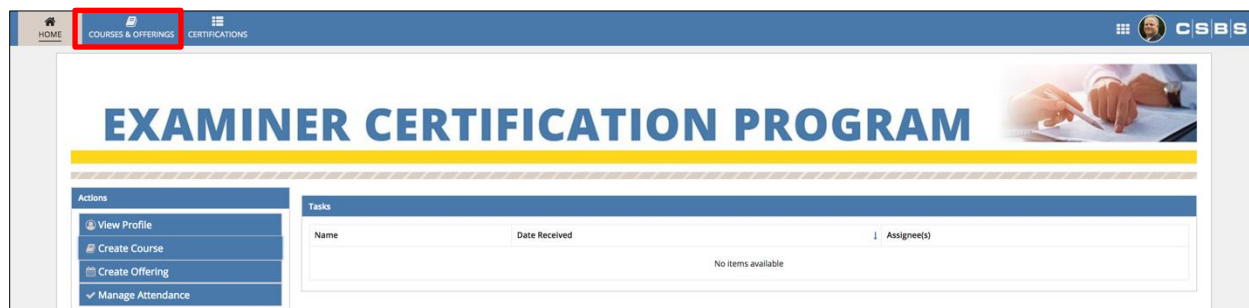 HOME COURSES & OFFERINGS CERTIFICATIONS
C|S|B|S
EXAMINER CERTIFICATION PROGRAM
Actions
View Profile
Create Course
Create Offering
Manage Attendance
Tasks
Name Date Received Assignee(s)
No items available